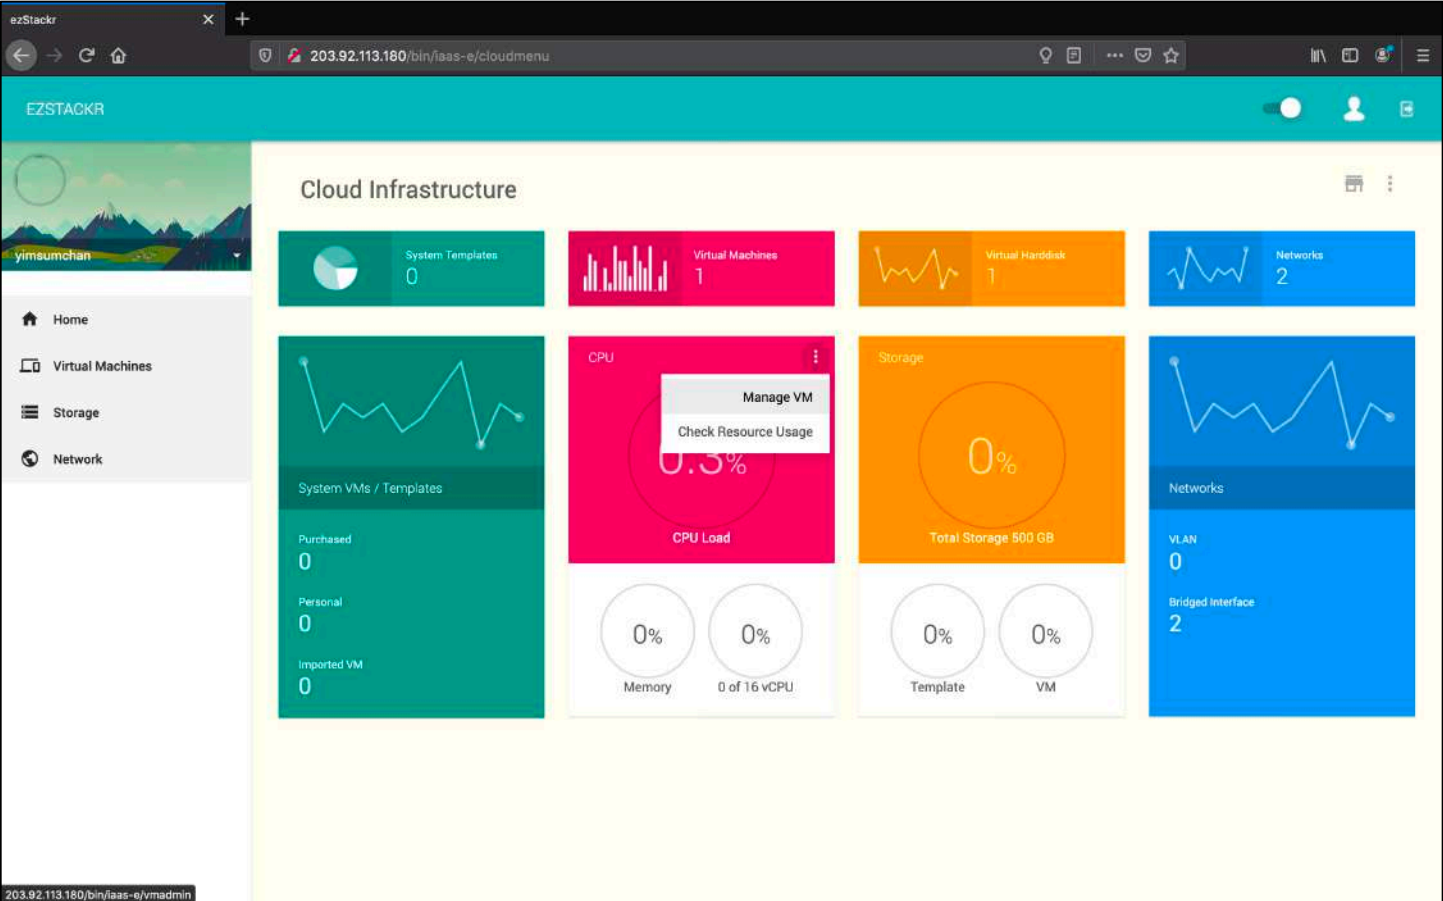 ezStackr
203.92.113.180/bin/iaas-e/cloudmenu
EZSTACKR
yimsumchan
Home
Virtual Machines
Storage
Network
Cloud Infrastructure
System Templates
0
Virtual Machines
1
Virtual Harddisk
1
Networks
2
System VMs / Templates
Purchased
0
Personal
0
Imported VM
0
CPU
Manage VM
Check Resource Usage
0.3%
CPU Load
0%
Memory
0%
0 of 16 vCPU
Storage
0%
Total Storage 500 GB
0%
Template
0%
VM
Networks
VLAN
0
Bridged Interface
2
203.92.113.180/bin/iaas-e/vmadmin